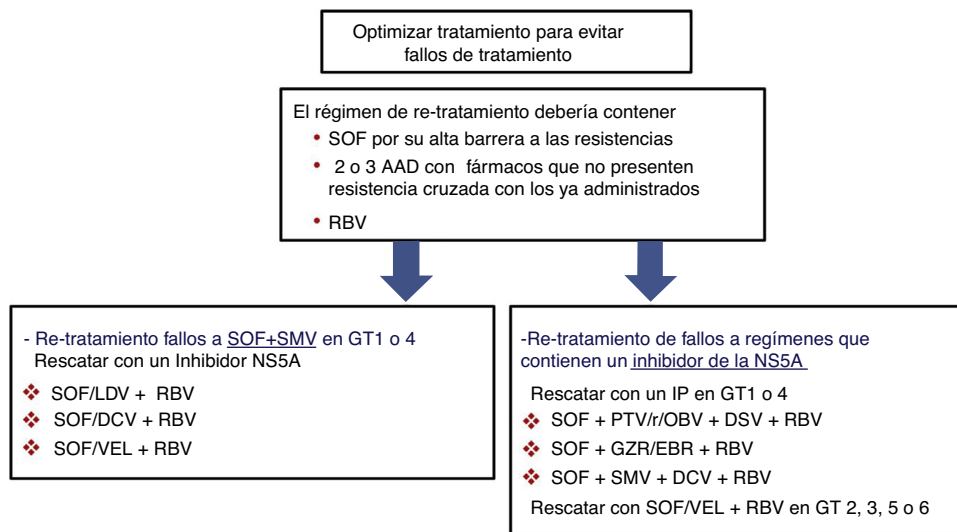 Optimizar tratamiento para evitar
fallos de tratamiento
El régimen de re-tratamiento debería contener
• SOF por su alta barrera a las resistencias
• 2 o 3 AAD con fármacos que no presenten
resistencia cruzada con los ya administrados
• RBV
- Re-tratamiento fallos a SOF+SMV en GT1 o 4
Rescatar con un Inhibidor NS5A
❖ SOF/LDV + RBV
❖ SOF/DCV + RBV
❖ SOF/VEL + RBV
-Re-tratamiento de fallos a regímenes que
contienen un inhibidor de la NS5A
Rescatar con un IP en GT1 o 4
❖ SOF + PTV/r/OBV + DSV + RBV
❖ SOF + GZR/EBR + RBV
❖ SOF + SMV + DCV + RBV
Rescatar con SOF/VEL + RBV en GT 2, 3, 5 o 6